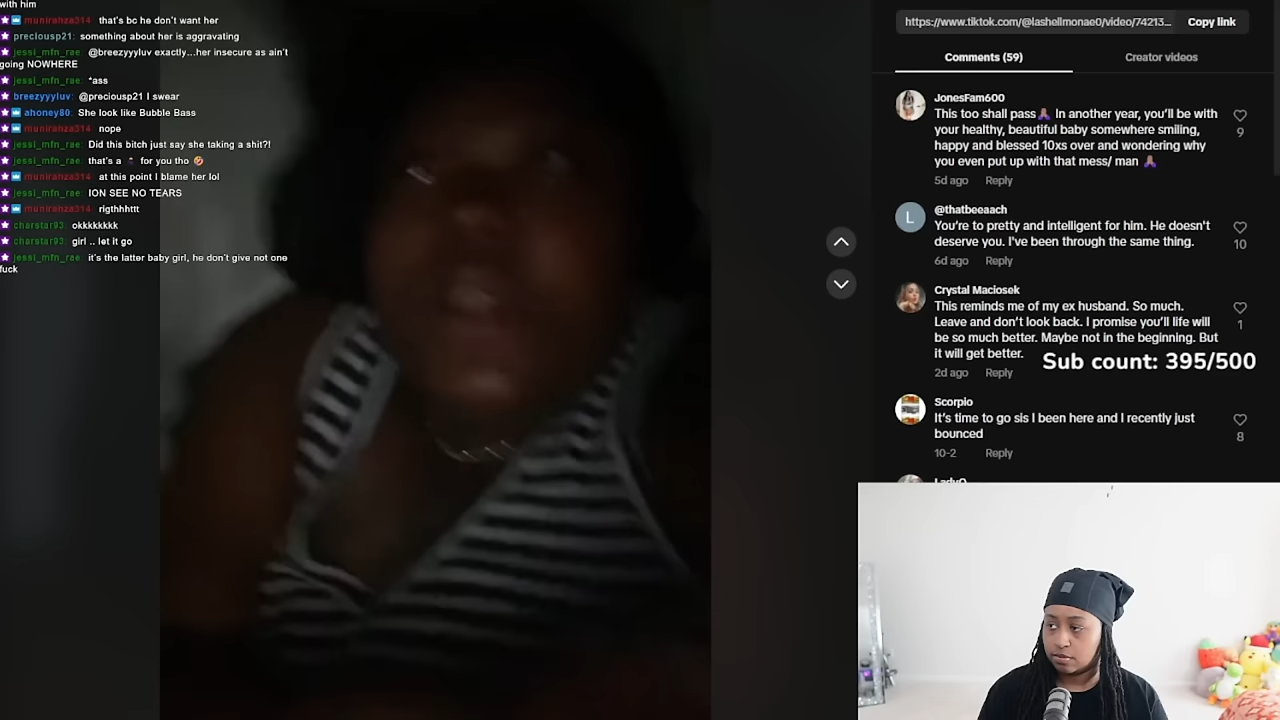 with him
munirahza314 that's bc he don't want her
preciousp21: something about her is aggravating
jessi_mfn_rae: @breezyyyluv exactly...her insecure as ain't
going NOWHERE
jessi_mfn_rae: *ass
breezyyyluv: @preciousp21 I swear
ahoney80: She look like Bubble Bass
munirahza314 nope
jessi_mfn_rae: Did this bitch just say she taking a shit?!
jessi_mfn_rae: that's a for you tho 🤣
munirahza314 at this point I blame her lol
jessi_mfn_rae: ION SEE NO TEARS
munirahza314 rigthhhttt
charstar93: okkkkkkkk
charstar93: girl .. let it go
jessi_mfn_rae: it's the latter baby girl, he don't give not one
fuck
https://www.tiktok.com/@lashellmonae0/video/74213... Copy link
Comments (59) Creator videos
JonesFam600
This too shall pass🙏🏾 In another year, you'll be with
your healthy, beautiful baby somewhere smiling,
happy and blessed 10xs over and wondering why
you even put up with that mess/ man 🙏🏾
9
5d ago Reply
L
@thatbeeaach
You're to pretty and intelligent for him. He doesn't
deserve you. I've been through the same thing.
10
6d ago Reply
Crystal Maciosek
This reminds me of my ex husband. So much.
Leave and don't look back. I promise you'll life will
be so much better. Maybe not in the beginning. But
it will get better.
1
2d ago Reply
Sub count: 395/500
Scorpio
It's time to go sis I been here and I recently just
bounced
8
10-2 Reply
LadyO